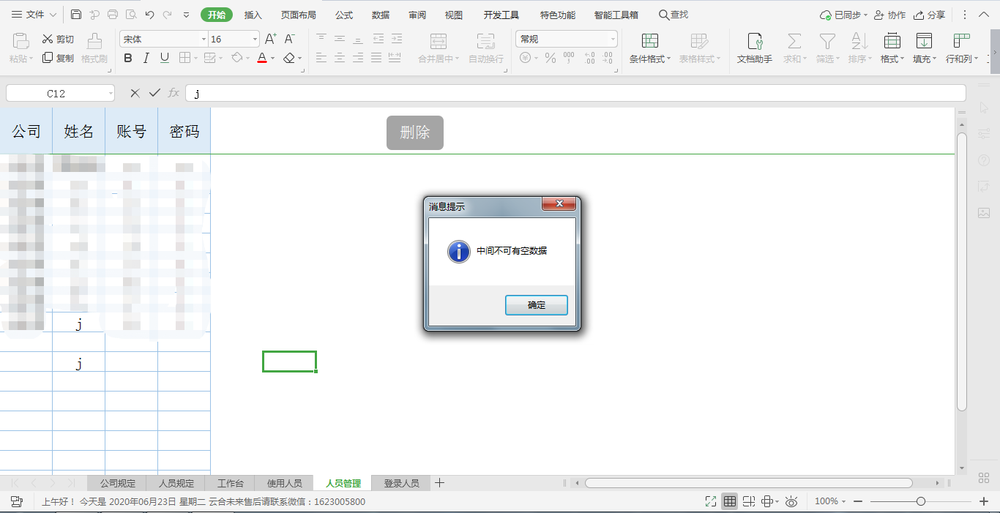 文件 开始 插入 页面布局 公式 数据 审阅 视图 开发工具 特色功能 智能工具箱 查找 已同步 协作 分享
粘贴 剪切 复制 格式刷 宋体 16 A+ A- B I U A 合并居中 自动换行 常规 % 000 条件格式 表格样式 文档助手 求和 筛选 排序 格式 填充 行和列
C12 fx j
公司 姓名 账号 密码 删除
消息提示
中间不可有空数据
确定
j
j
公司规定 人员规定 工作台 使用人员 人员管理 登录人员
上午好！ 今天是 2020年06月23日 星期二 云合未来售后请联系微信：1623005800 100%